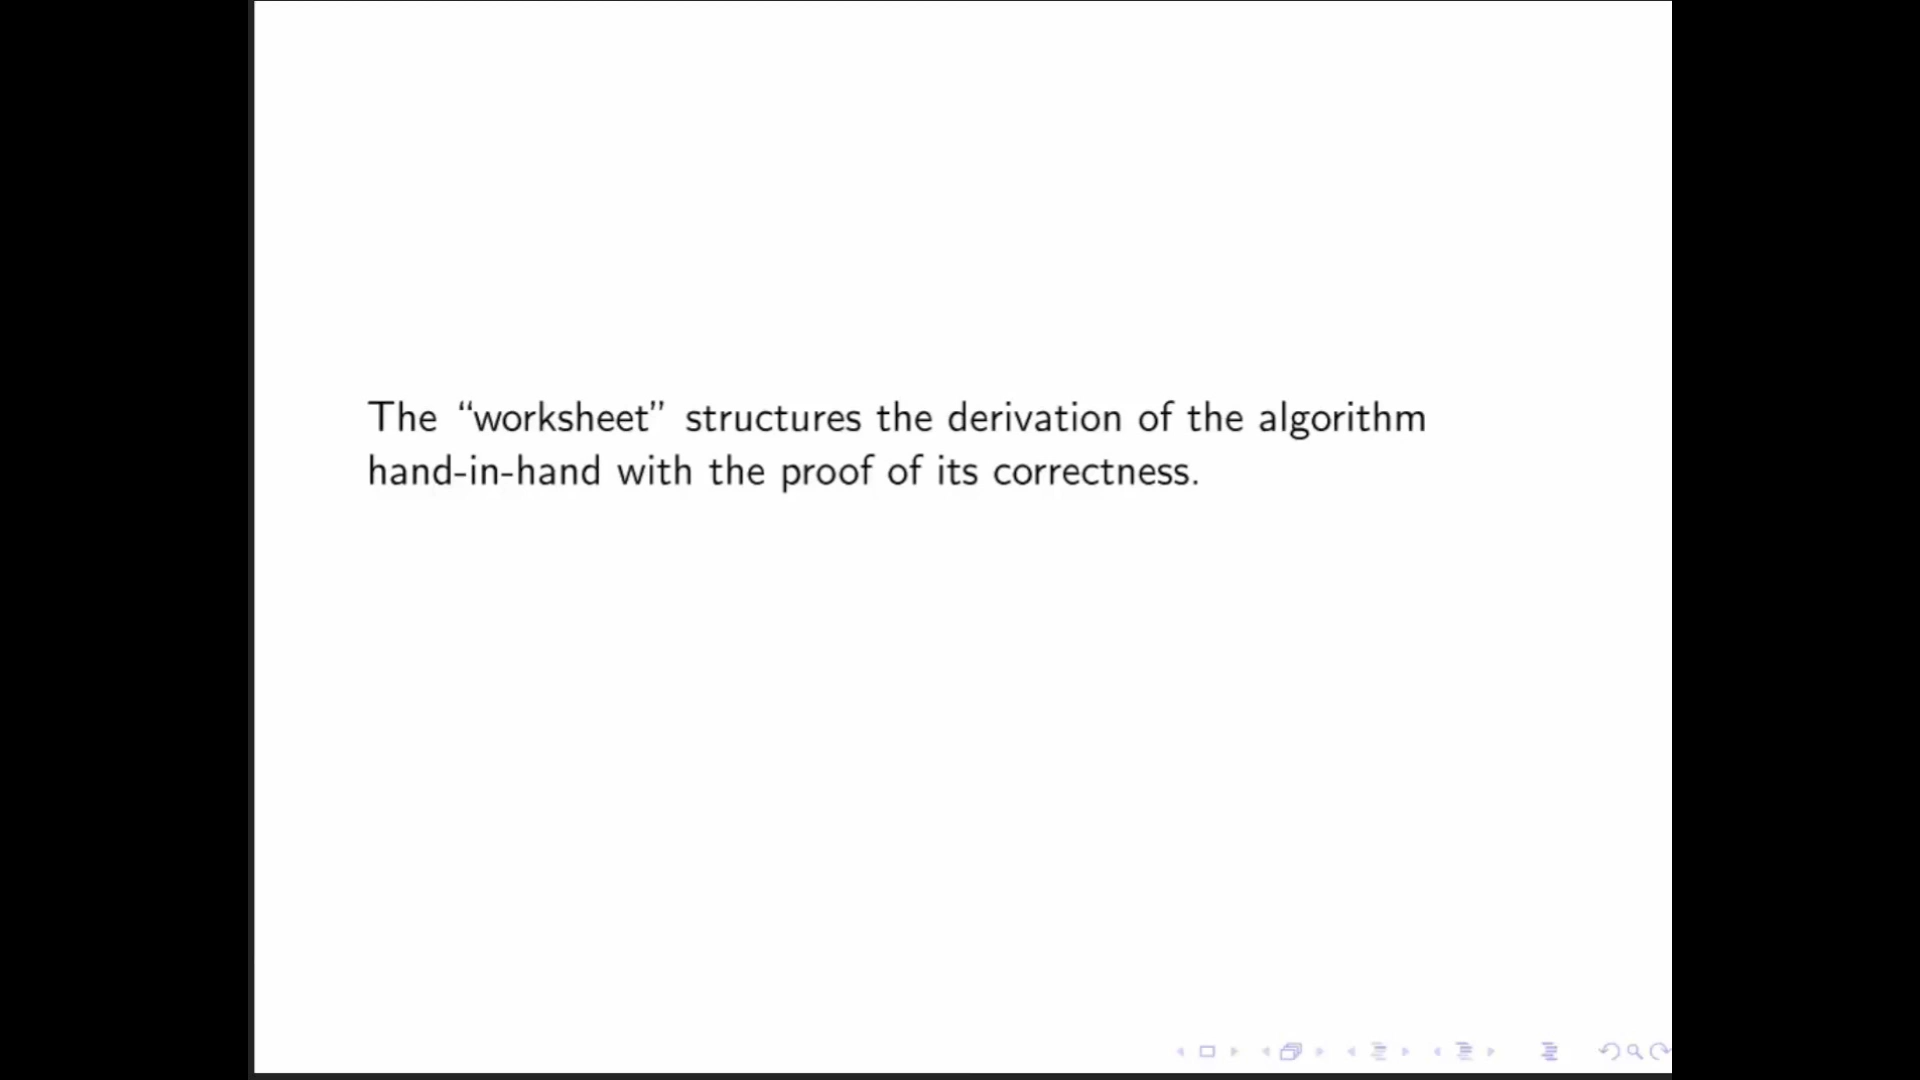 The “worksheet” structures the derivation of the algorithm
hand-in-hand with the proof of its correctness.